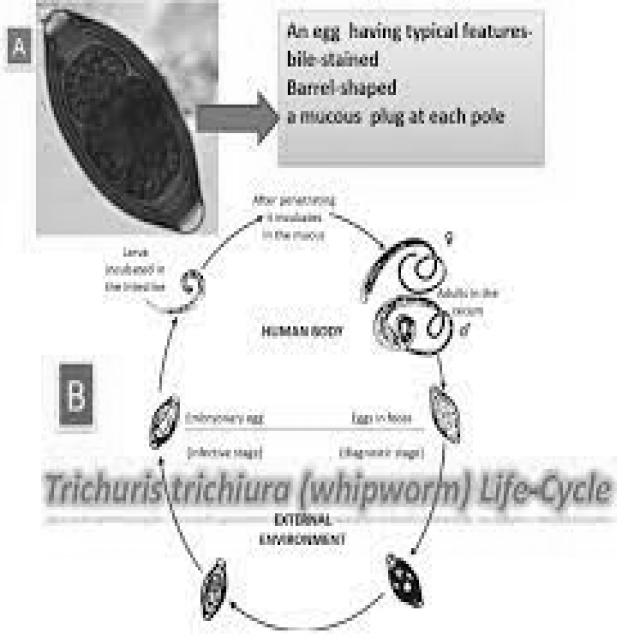 A
An egg having typical features-
bile-stained
Barrel-shaped
a mucous plug at each pole
After penetrating
it incubates
in the mucus
Larva
incubated in
the intestine
♀
Adults in the
cecum
♂
HUMAN BODY
B
Embryonary egg
Eggs in feces
(infective stage)
(diagnostic stage)
Trichuris trichiura (whipworm) Life-Cycle
EXTERNAL
ENVIRONMENT